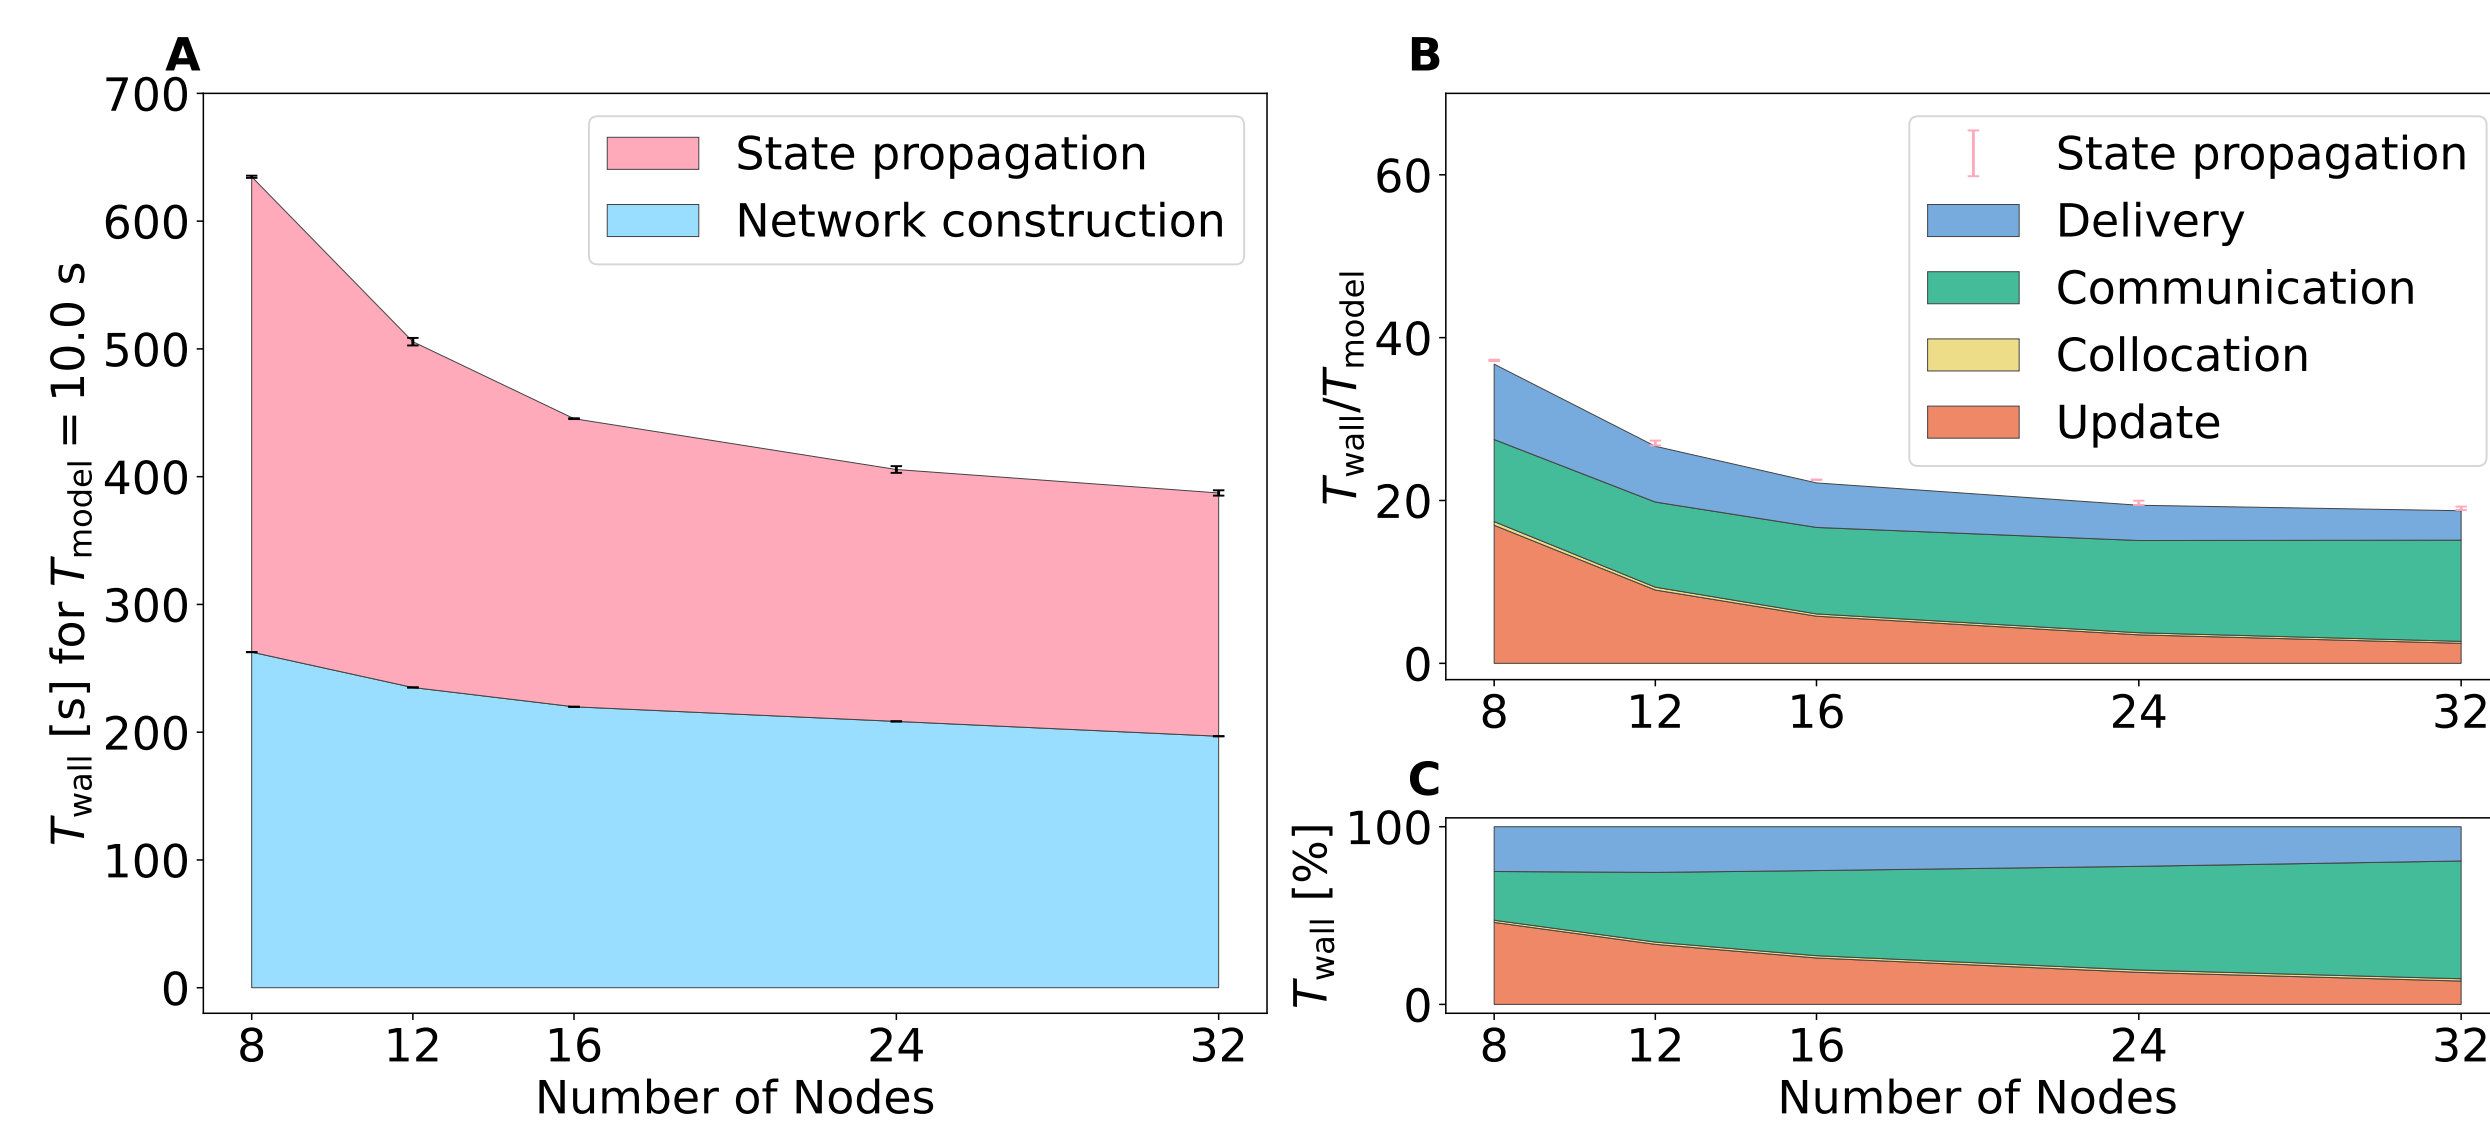 A
700
600
500
400
300
200
100
0
T_wall [s] for T_model = 10.0 s
State propagation
Network construction
8 12 16 24 32
Number of Nodes
B
60
40
20
0
T_wall/T_model
State propagation
Delivery
Communication
Collocation
Update
8 12 16 24 32
C
100
0
T_wall [%]
8 12 16 24 32
Number of Nodes